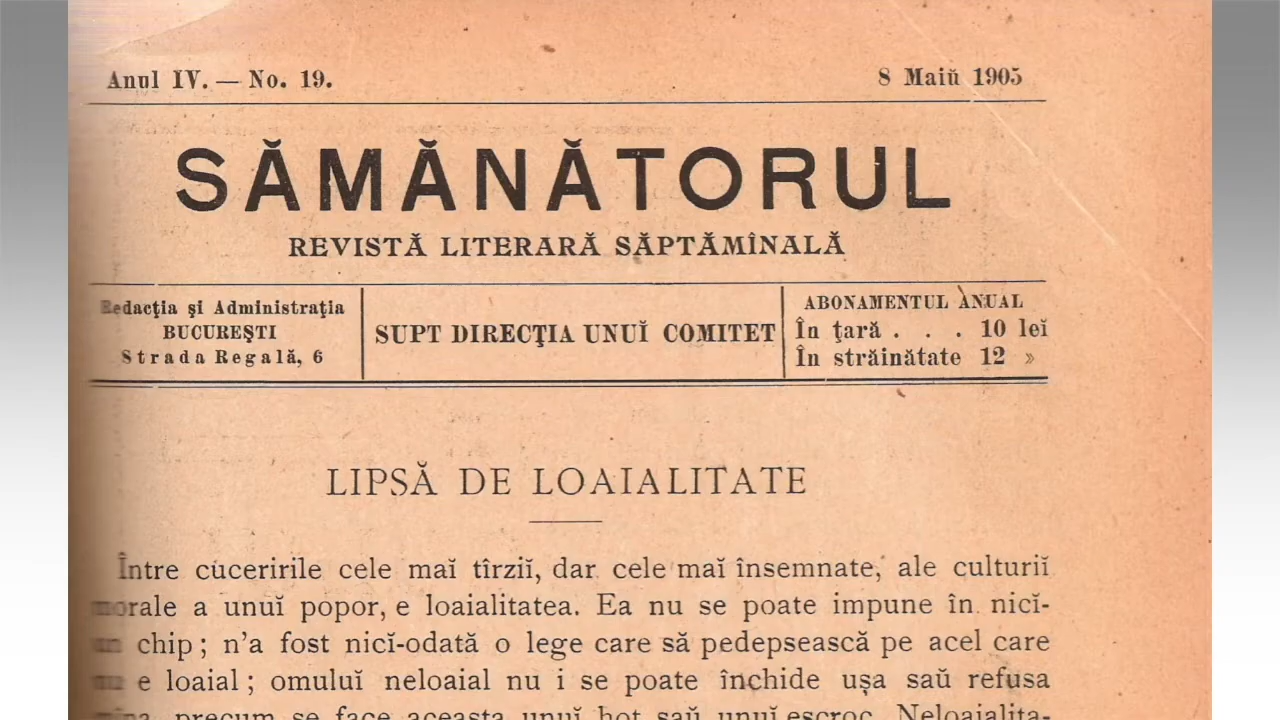 Anul IV. — No. 19.
8 Maiŭ 1905
SĂMĂNĂTORUL
REVISTĂ LITERARĂ SĂPTĂMÎNALĂ
Redacţia şi Administraţia
BUCUREŞTI
Strada Regală, 6
SUPT DIRECŢIA UNUĬ COMITET
ABONAMENTUL ANUAL
În ţară . . . 10 leĭ
În străinătate 12 »
LIPSĂ DE LOAIALITATE
Între cuceririle cele maĭ tîrziĭ, dar cele maĭ însemnate, ale culturiĭ
morale a unuĭ popor, e loaialitatea. Ea nu se poate impune în nicĭ-
un chip ; n'a fost nicĭ-odată o lege care să pedepsească pe acel care
nu e loaial ; omuluĭ neloaial nu i se poate închide uşa saŭ refusa
precum se face aceasta unuĭ hoţ saŭ unuĭ escroc. Neloaialita-